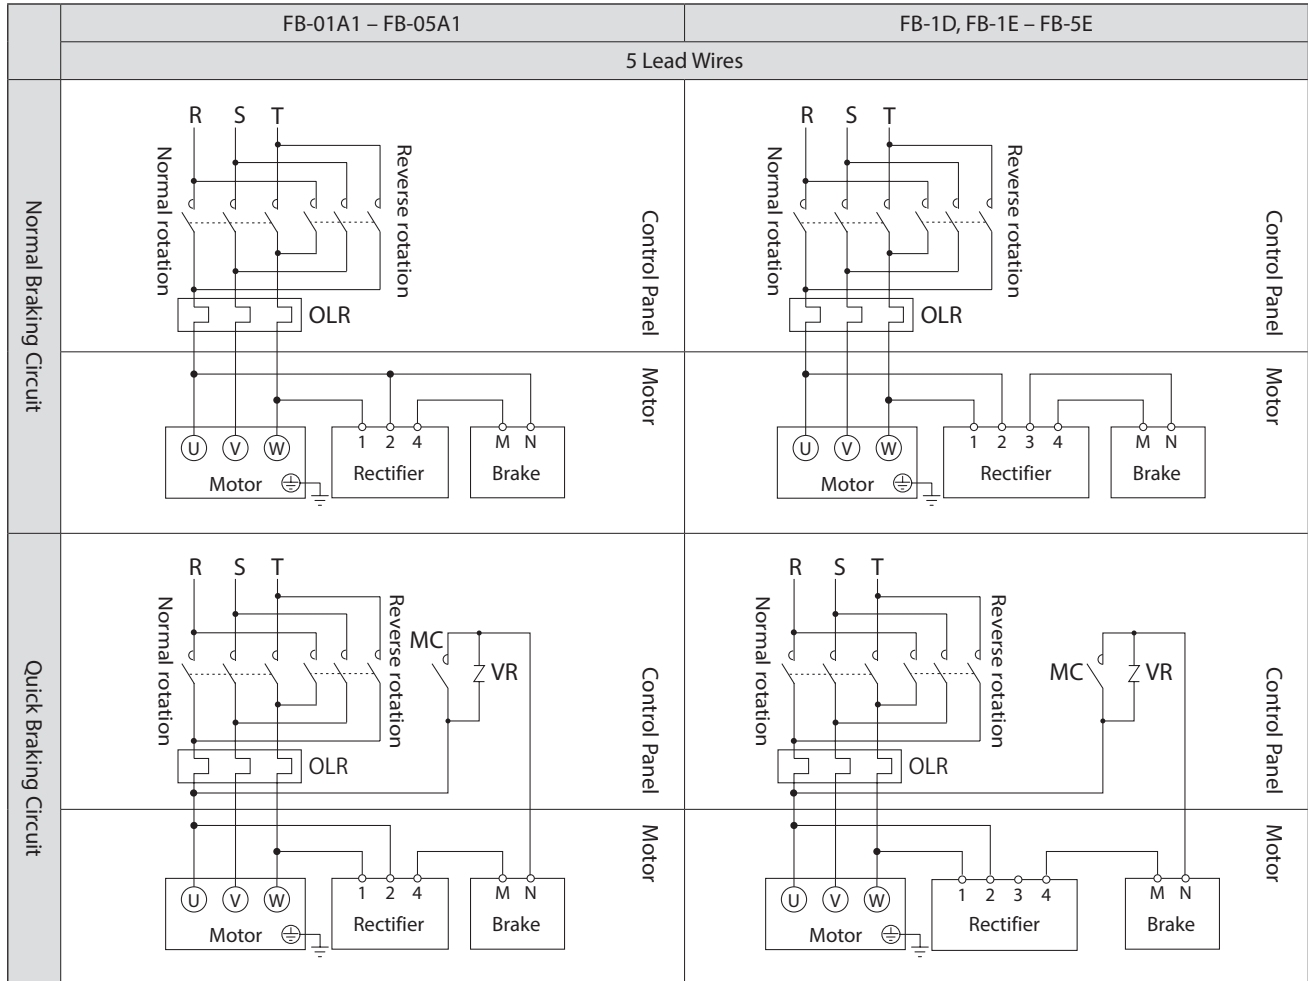 FB-01A1 – FB-05A1
FB-1D, FB-1E – FB-5E
5 Lead Wires
Normal Braking Circuit
R S T
Normal rotation
Reverse rotation
Control Panel
OLR
Motor
U V W
Motor
1 2 4
Rectifier
M N
Brake
R S T
Normal rotation
Reverse rotation
Control Panel
OLR
Motor
U V W
Motor
1 2 3 4
Rectifier
M N
Brake
Quick Braking Circuit
R S T
Normal rotation
Reverse rotation
MC
VR
Control Panel
OLR
Motor
U V W
Motor
1 2 4
Rectifier
M N
Brake
R S T
Normal rotation
Reverse rotation
MC
VR
Control Panel
OLR
Motor
U V W
Motor
1 2 3 4
Rectifier
M N
Brake